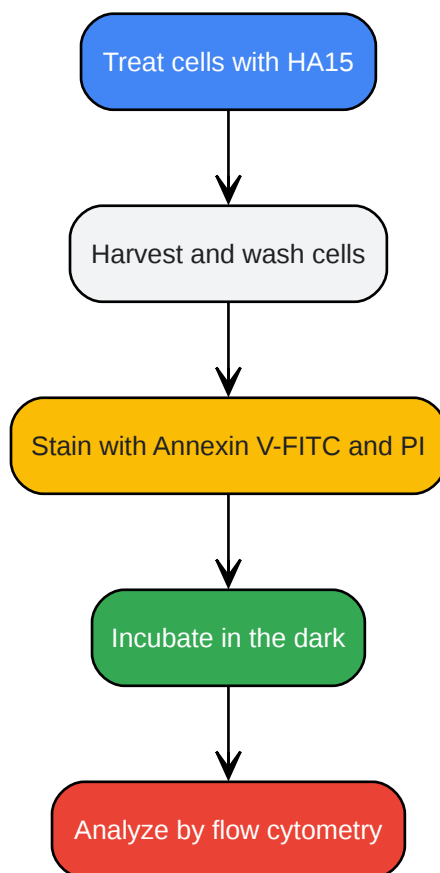 Treat cells with HA15
Harvest and wash cells
Stain with Annexin V-FITC and PI
Incubate in the dark
Analyze by flow cytometry